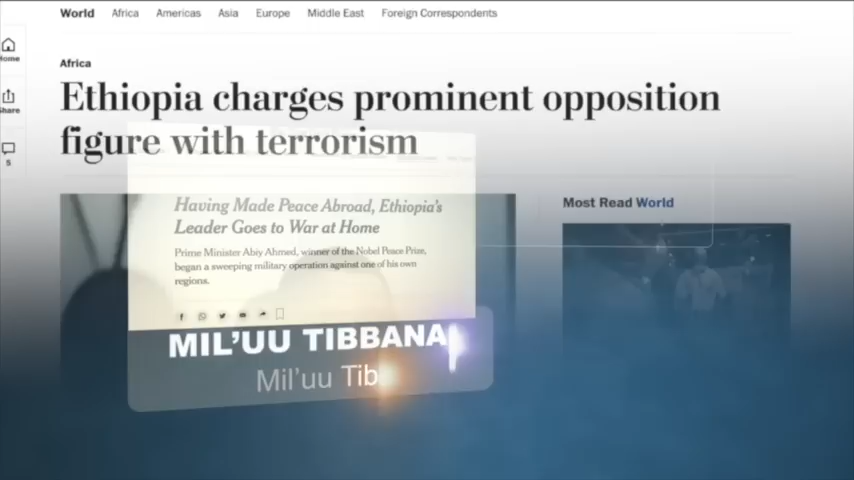 World Africa Americas Asia Europe Middle East Foreign Correspondents
Home
Share
5
Africa
Ethiopia charges prominent opposition
figure with terrorism
Most Read World
Having Made Peace Abroad, Ethiopia's
Leader Goes to War at Home
Prime Minister Abiy Ahmed, winner of the Nobel Peace Prize,
began a sweeping military operation against one of his own
regions.
MIL'UU TIBBANA
Mil'uu Tib